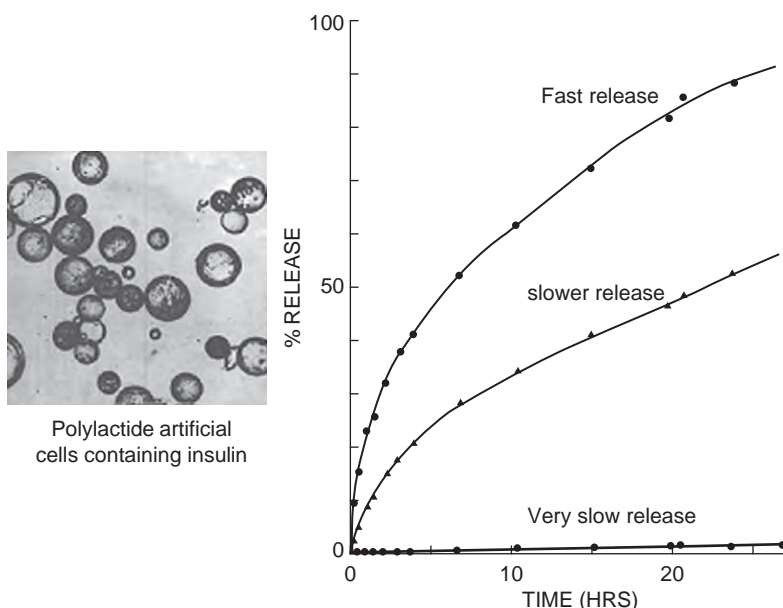 100
Fast release
50
slower release
% RELEASE
Very slow release
0
0
10
20
TIME (HRS)
Polylactide artificial
cells containing insulin